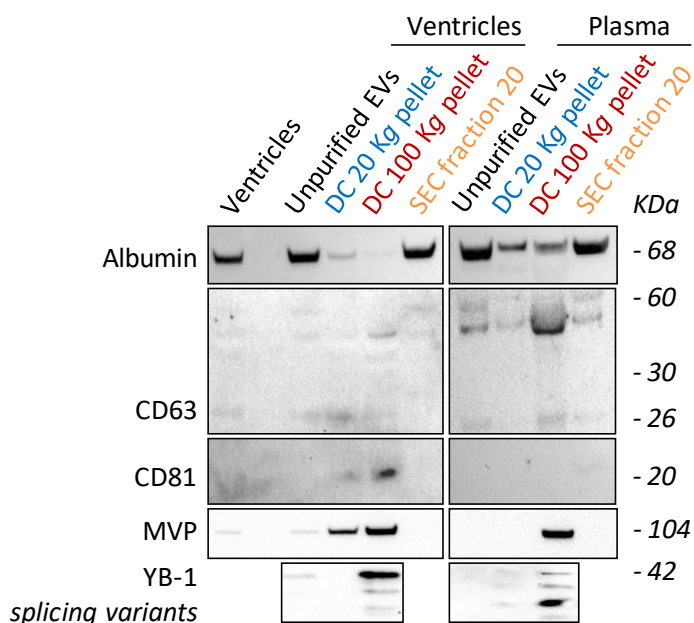 Ventricles Plasma
Ventricles
Unpurified EVs
DC 20 Kg pellet
DC 100 Kg pellet
SEC fraction 20
Unpurified EVs
DC 20 Kg pellet
DC 100 Kg pellet
SEC fraction 20
KDa
Albumin - 68
- 60
- 30
CD63 - 26
CD81 - 20
MVP - 104
YB-1 - 42
splicing variants